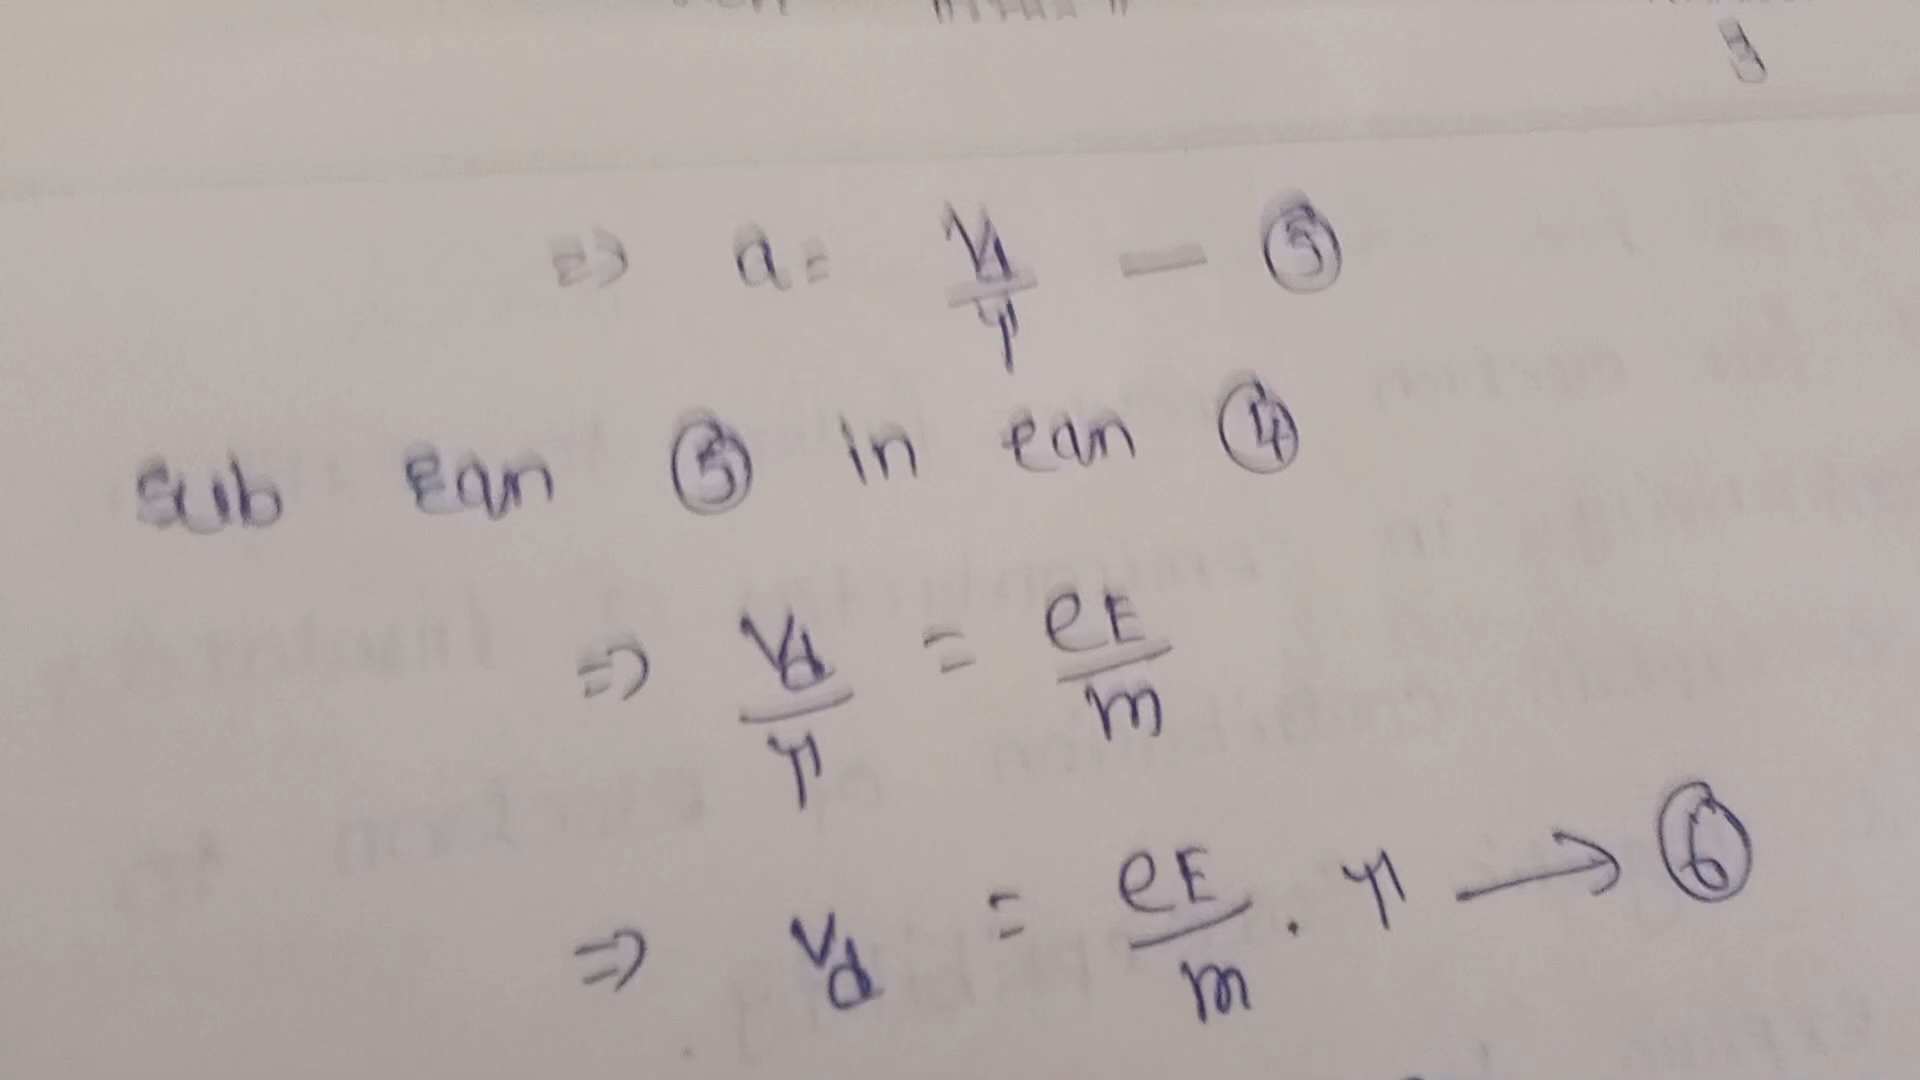 ⇒ a = Vd/τ — ⑤
sub Eqn ⑤ in eqn ④
⇒ Vd/τ = eE/m
⇒ Vd = eE/m . τ → ⑥